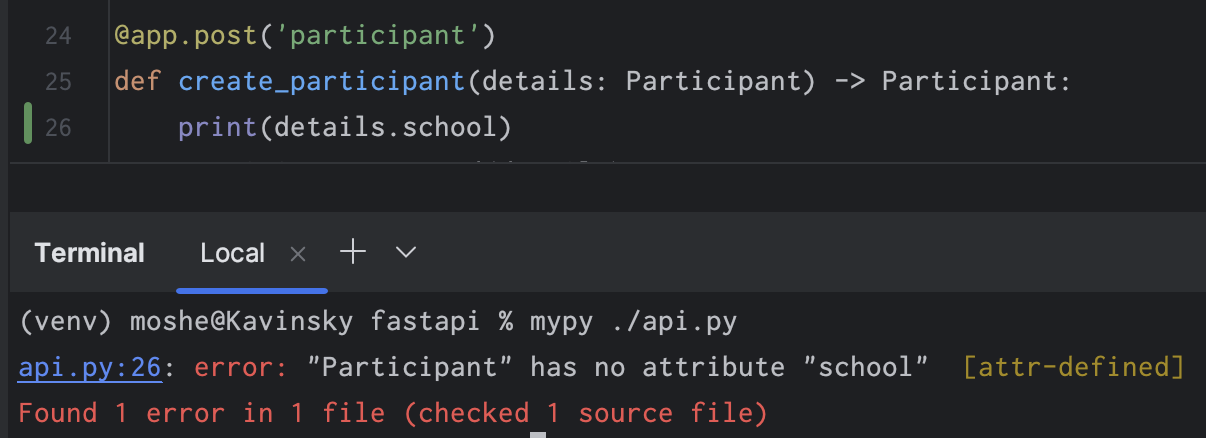 24 @app.post('participant')
25 def create_participant(details: Participant) -> Participant:
26 print(details.school)
Terminal Local × + ⌄
(venv) moshe@Kavinsky fastapi % mypy ./api.py
api.py:26: error: "Participant" has no attribute "school" [attr-defined]
Found 1 error in 1 file (checked 1 source file)